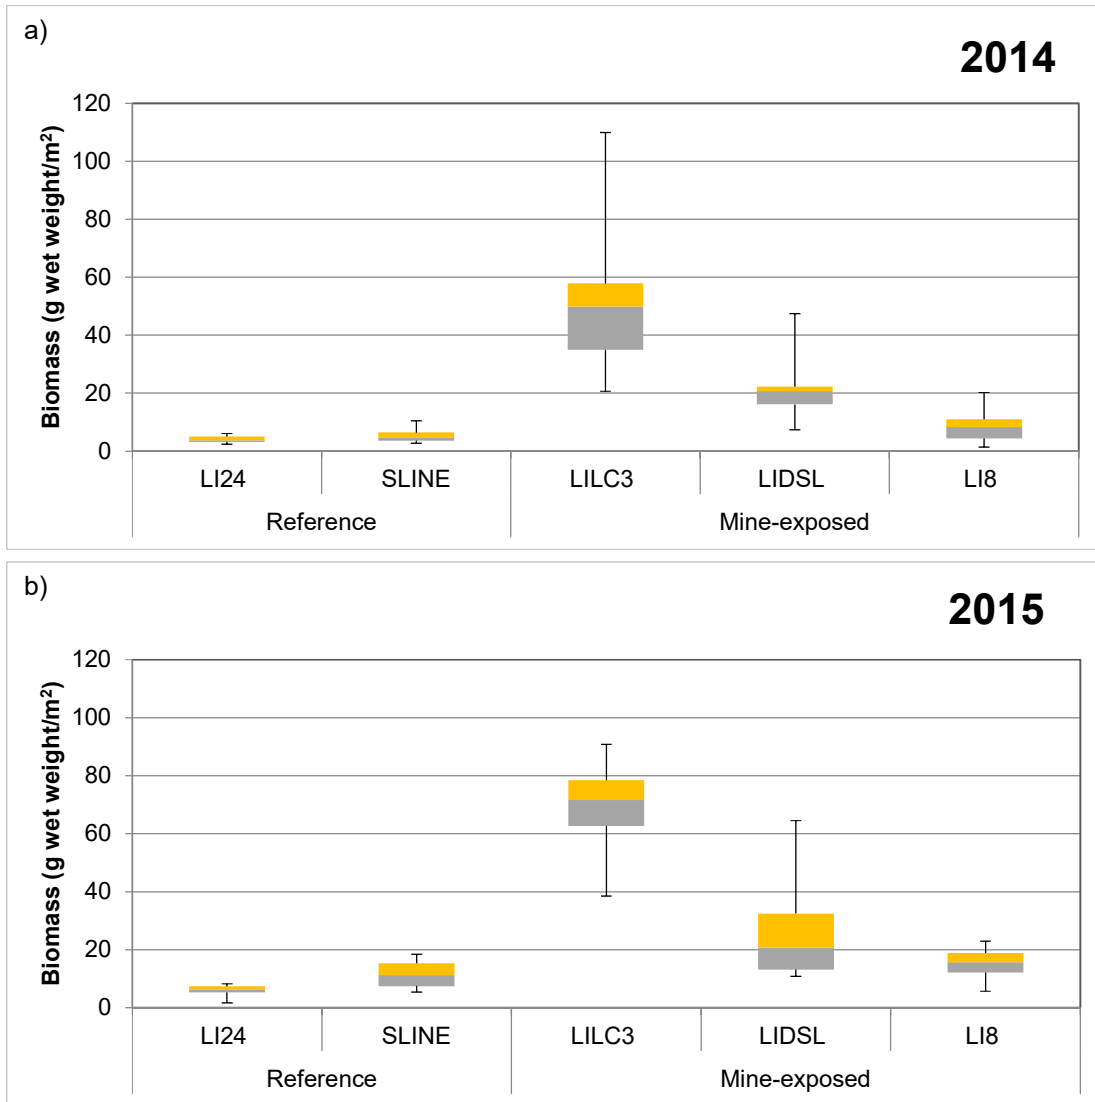 a)
2014
Biomass (g wet weight/m²)
120
100
80
60
40
20
0
LI24 SLINE LILC3 LIDSL LI8
Reference Mine-exposed
b)
2015
Biomass (g wet weight/m²)
120
100
80
60
40
20
0
LI24 SLINE LILC3 LIDSL LI8
Reference Mine-exposed